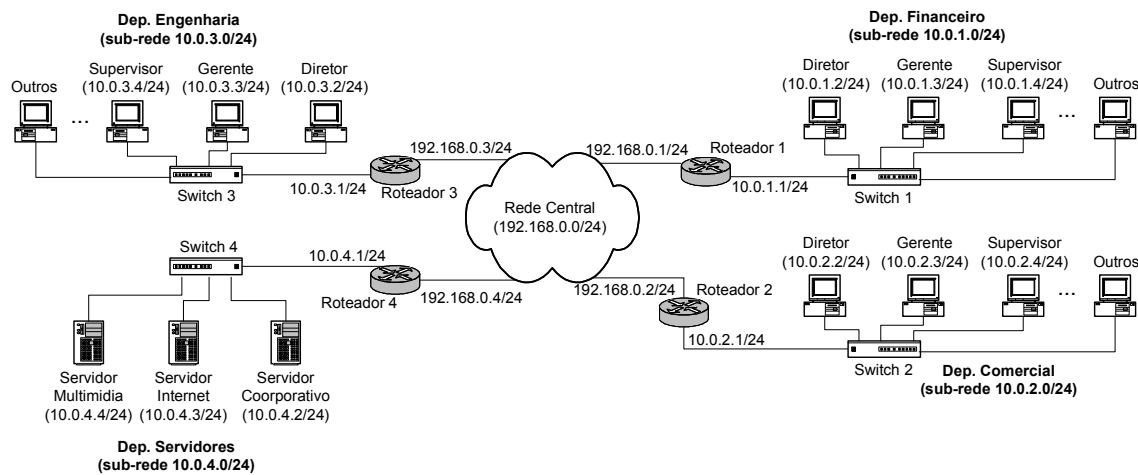 Dep. Engenharia
(sub-rede 10.0.3.0/24)
Outros
...
Supervisor
(10.0.3.4/24)
Gerente
(10.0.3.3/24)
Diretor
(10.0.3.2/24)
Switch 3
10.0.3.1/24
Roteador 3
192.168.0.3/24
Dep. Financeiro
(sub-rede 10.0.1.0/24)
Diretor
(10.0.1.2/24)
Gerente
(10.0.1.3/24)
Supervisor
(10.0.1.4/24)
...
Outros
192.168.0.1/24
Roteador 1
10.0.1.1/24
Switch 1
Rede Central
(192.168.0.0/24)
Switch 4
10.0.4.1/24
Roteador 4
192.168.0.4/24
Servidor
Multimidia
(10.0.4.4/24)
Servidor
Internet
(10.0.4.3/24)
Servidor
Coorporativo
(10.0.4.2/24)
Dep. Servidores
(sub-rede 10.0.4.0/24)
192.168.0.2/24
Roteador 2
10.0.2.1/24
Diretor
(10.0.2.2/24)
Gerente
(10.0.2.3/24)
Supervisor
(10.0.2.4/24)
...
Outros
Switch 2
Dep. Comercial
(sub-rede 10.0.2.0/24)